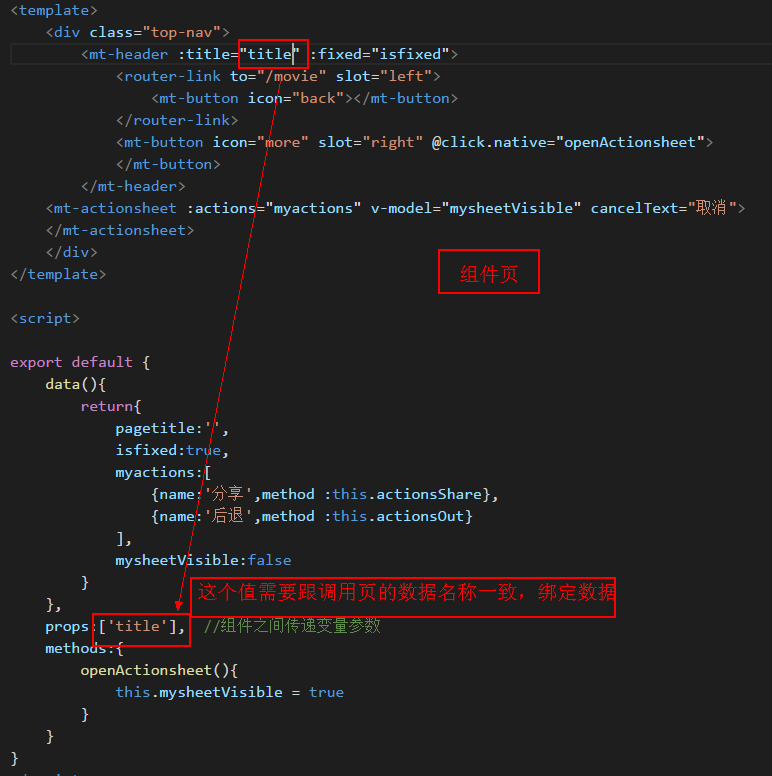 <template>
<div class="top-nav">
<mt-header :title="title" :fixed="isfixed">
<router-link to="/movie" slot="left">
<mt-button icon="back"></mt-button>
</router-link>
<mt-button icon="more" slot="right" @click.native="openActionsheet">
</mt-button>
</mt-header>
<mt-actionsheet :actions="myactions" v-model="mysheetVisible" cancelText="取消">
</mt-actionsheet>
</div>
</template>
组件页
<script>
export default {
data(){
return{
pagetitle:'',
isfixed:true,
myactions:[
{name:'分享',method :this.actionsShare},
{name:'后退',method :this.actionsOut}
],
mysheetVisible:false
}
这个值需要跟调用页的数据名称一致，绑定数据
},
props:['title'], //组件之间传递变量参数
methods:{
openActionsheet(){
this.mysheetVisible = true
}
}
}